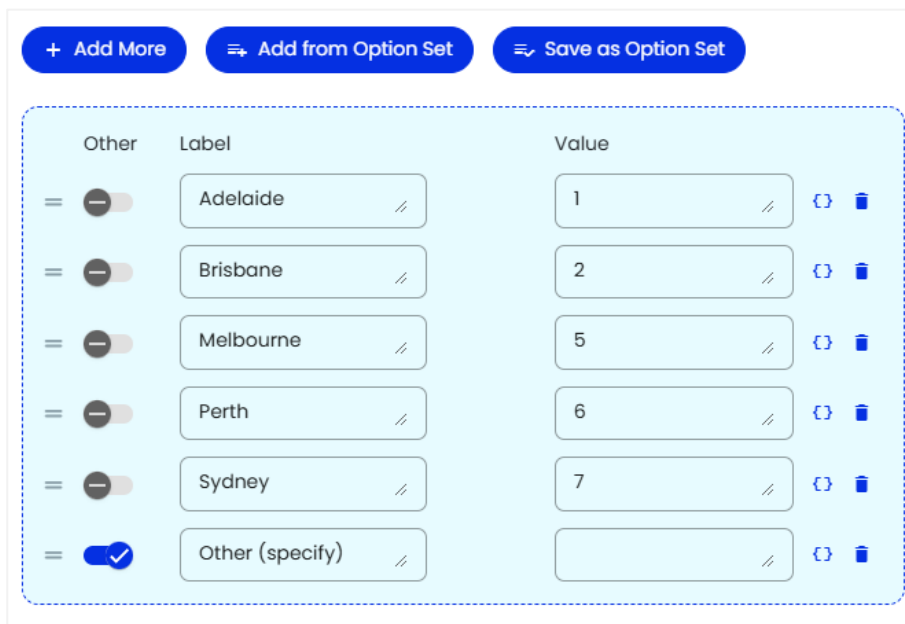 + Add More Add from Option Set Save as Option Set
Other Label Value
Adelaide 1 {}
Brisbane 2 {}
Melbourne 5 {}
Perth 6 {}
Sydney 7 {}
Other (specify) {}